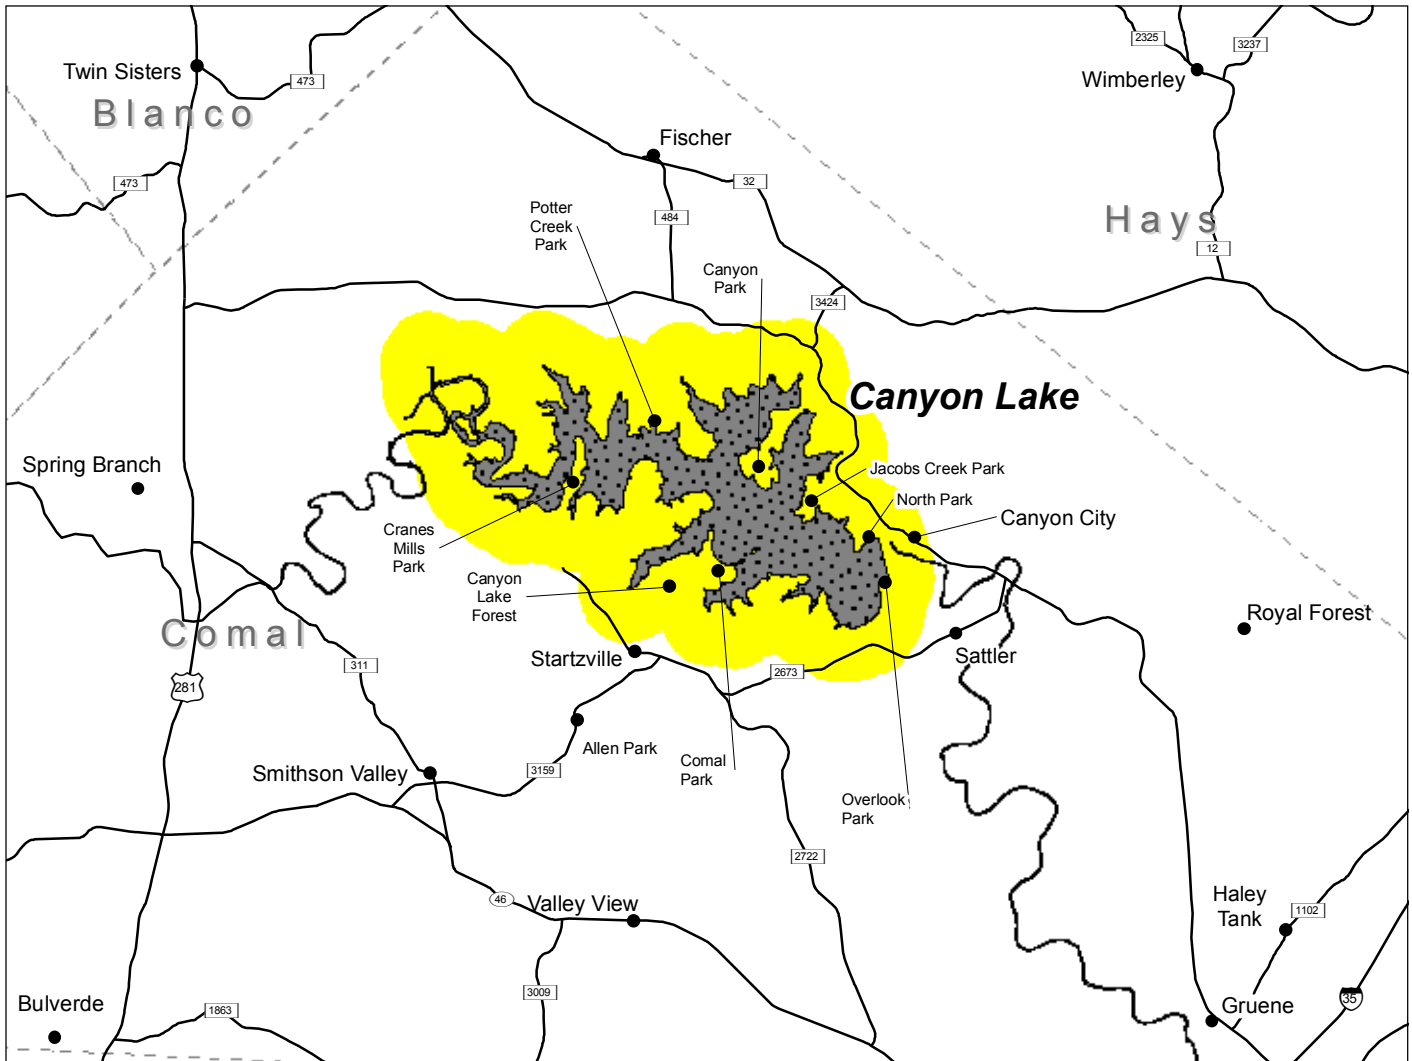 2325
3237
Twin Sisters
473
Wimberley
Blanco
Fischer
473
32
Potter
Creek
Park
484
Hays
12
Canyon
Park
3424
Canyon Lake
Spring Branch
Jacobs Creek Park
North Park
Canyon City
Cranes
Mills
Park
Canyon
Lake
Forest
Royal Forest
Comal
Startzville
Sattler
311
2673
281
Allen Park
Comal
Park
Smithson Valley
3159
Overlook
Park
2722
46
Valley View
Haley
Tank
1102
3009
35
Bulverde
1863
Gruene